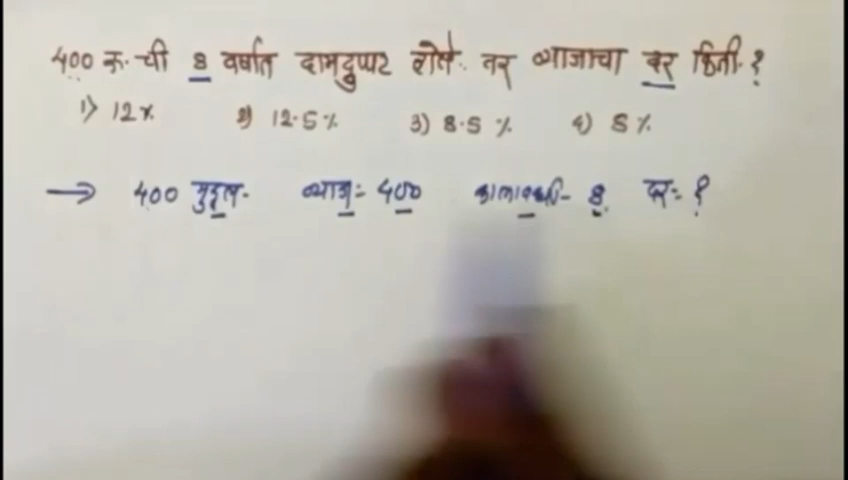 400 रू. ची 8 वर्षात दामदुप्पट होते. तर व्याजाचा दर किती.?
1) 12% 2) 12.5% 3) 8.5 % 4) 5 %
→ 400 मुद्दल- व्याज = 400 कालावधी- 8. दर = ?